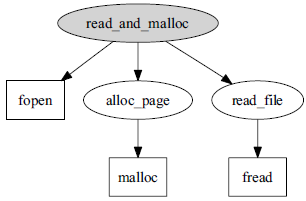 read_and_malloc
fopen
alloc_page
read_file
malloc
fread